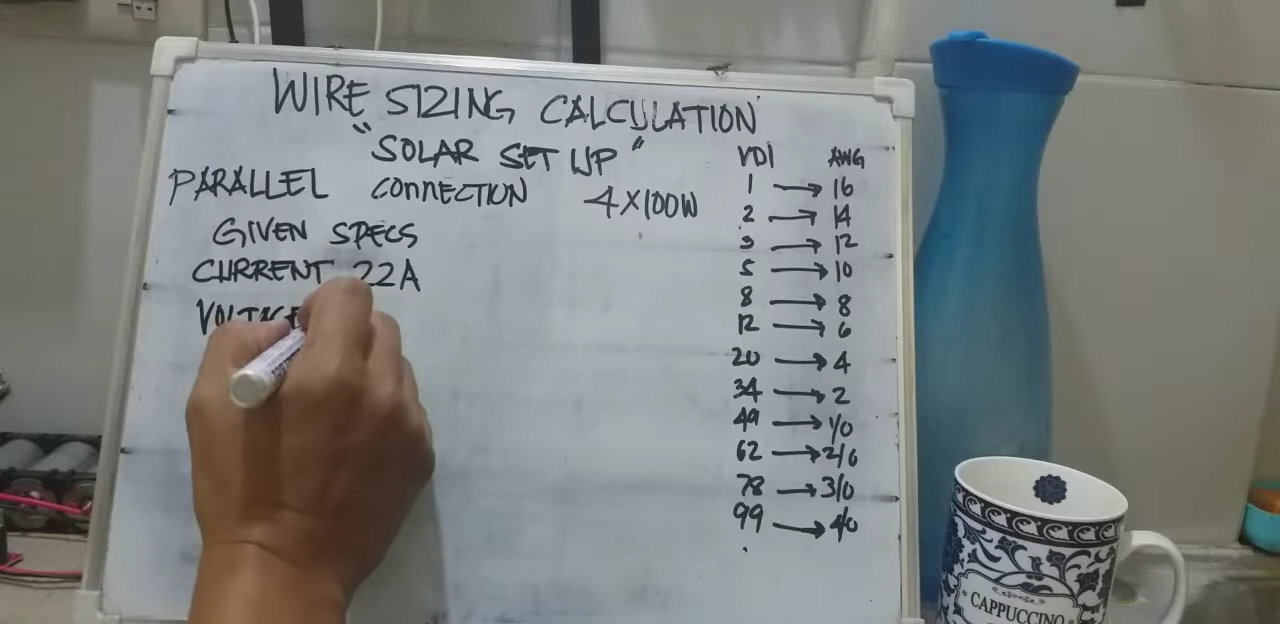 WIRE SIZING CALCULATION
"SOLAR SET UP"
PARALLEL CONNECTION 4X100W
GIVEN SPECS
CURRENT 22A
VOLTAGE
VDI AWG
1 → 16
2 → 14
3 → 12
5 → 10
8 → 8
12 → 6
20 → 4
34 → 2
49 → 1/0
62 → 2/0
78 → 3/0
99 → 4/0
CAPPUCCINO